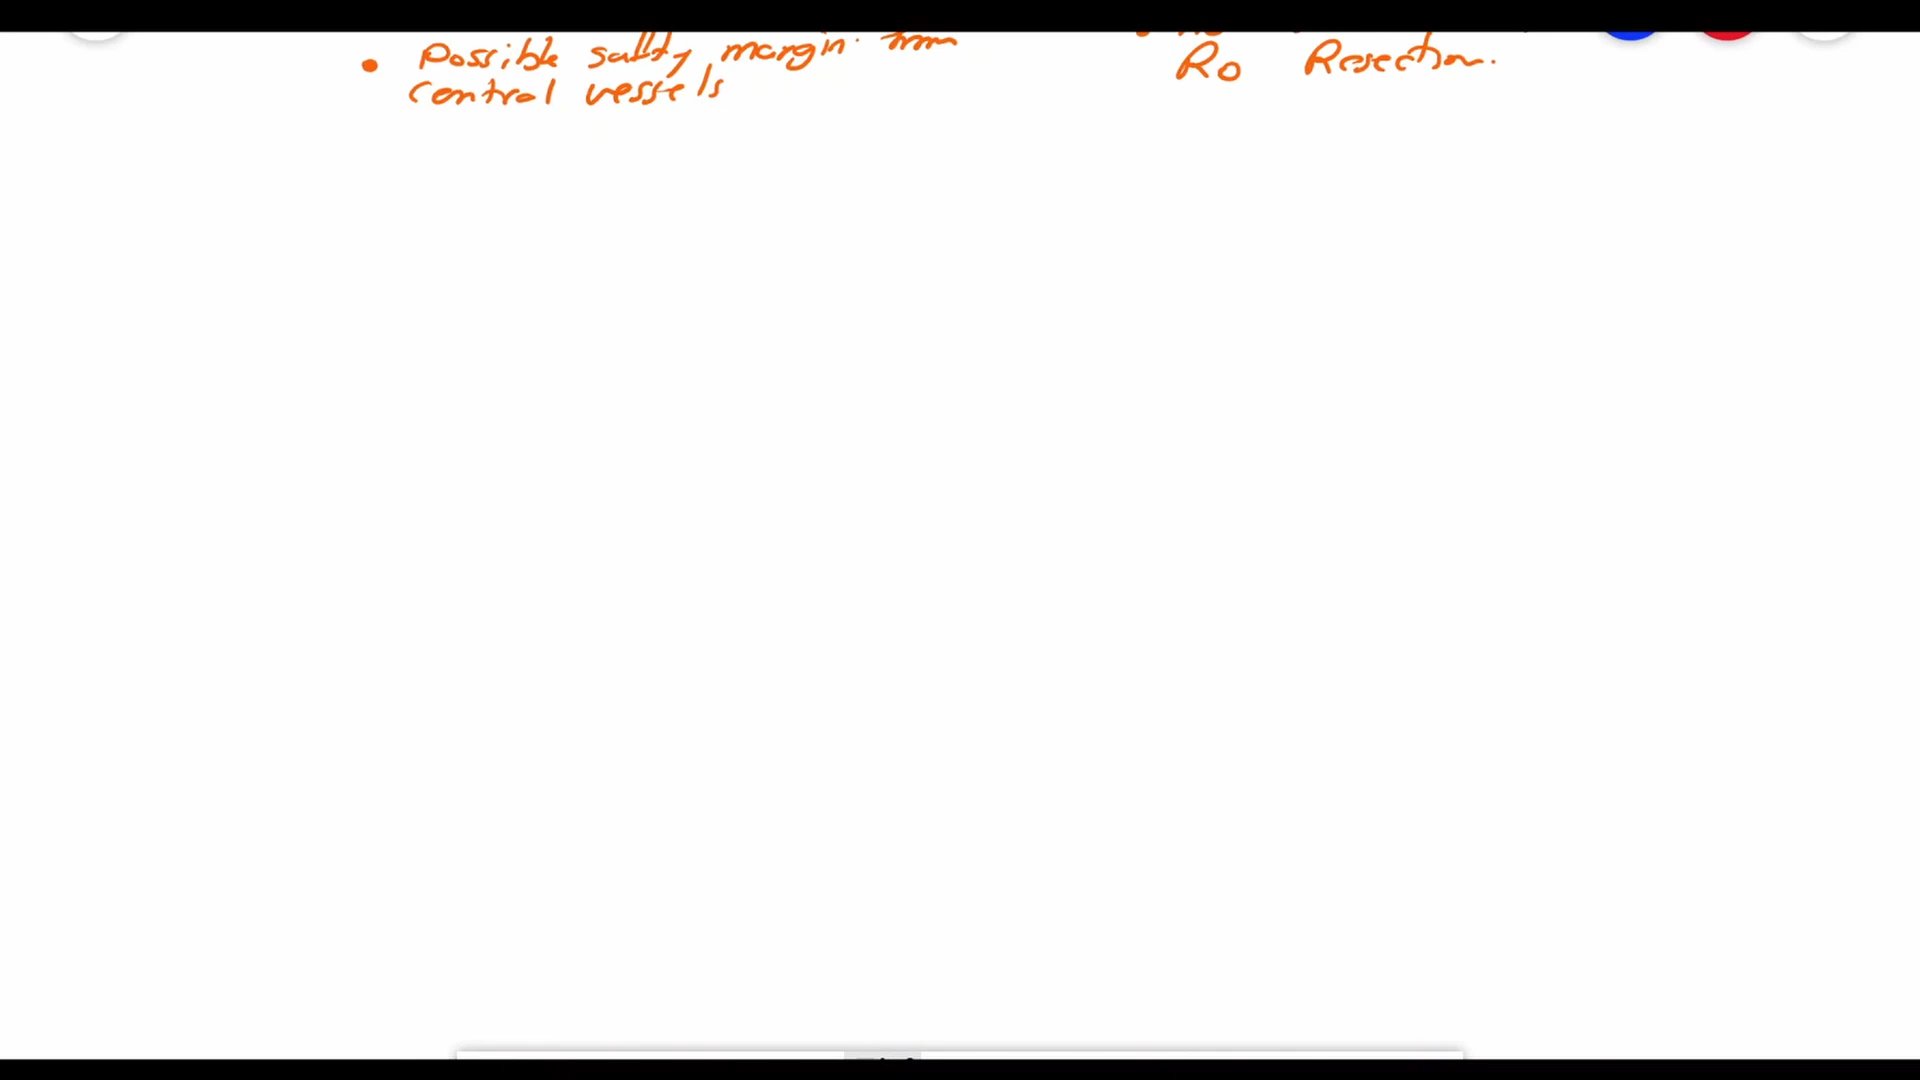 • Possible safety margin from
control vessels
R0 Resection.